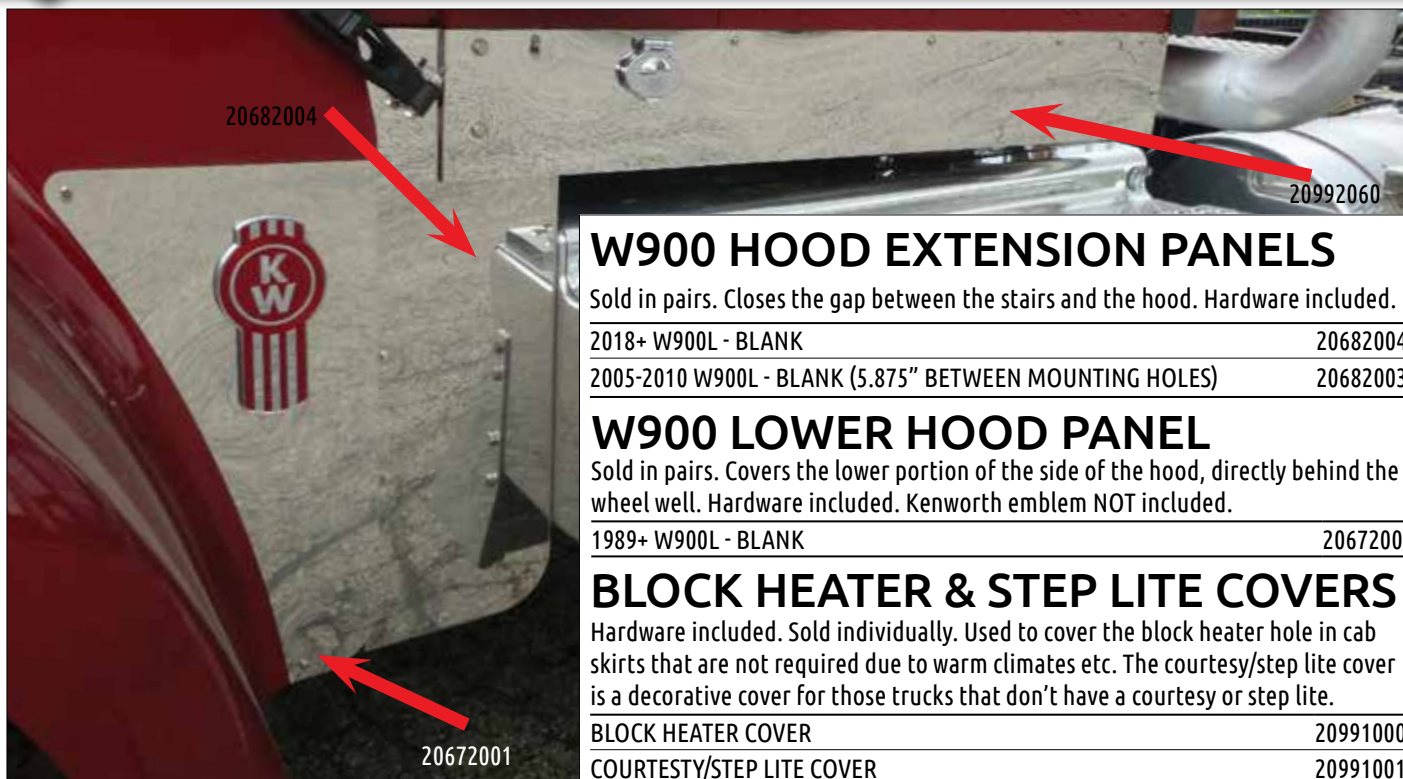 20682004
20992060
K
W
W900 HOOD EXTENSION PANELS
Sold in pairs. Closes the gap between the stairs and the hood. Hardware included.
2018+ W900L - BLANK 20682004
2005-2010 W900L - BLANK (5.875” BETWEEN MOUNTING HOLES) 20682003
W900 LOWER HOOD PANEL
Sold in pairs. Covers the lower portion of the side of the hood, directly behind the
wheel well. Hardware included. Kenworth emblem NOT included.
1989+ W900L - BLANK 2067200
BLOCK HEATER & STEP LITE COVERS
Hardware included. Sold individually. Used to cover the block heater hole in cab
skirts that are not required due to warm climates etc. The courtesy/step lite cover
is a decorative cover for those trucks that don’t have a courtesy or step lite.
BLOCK HEATER COVER 20991000
COURTESTY/STEP LITE COVER 20991001
20672001